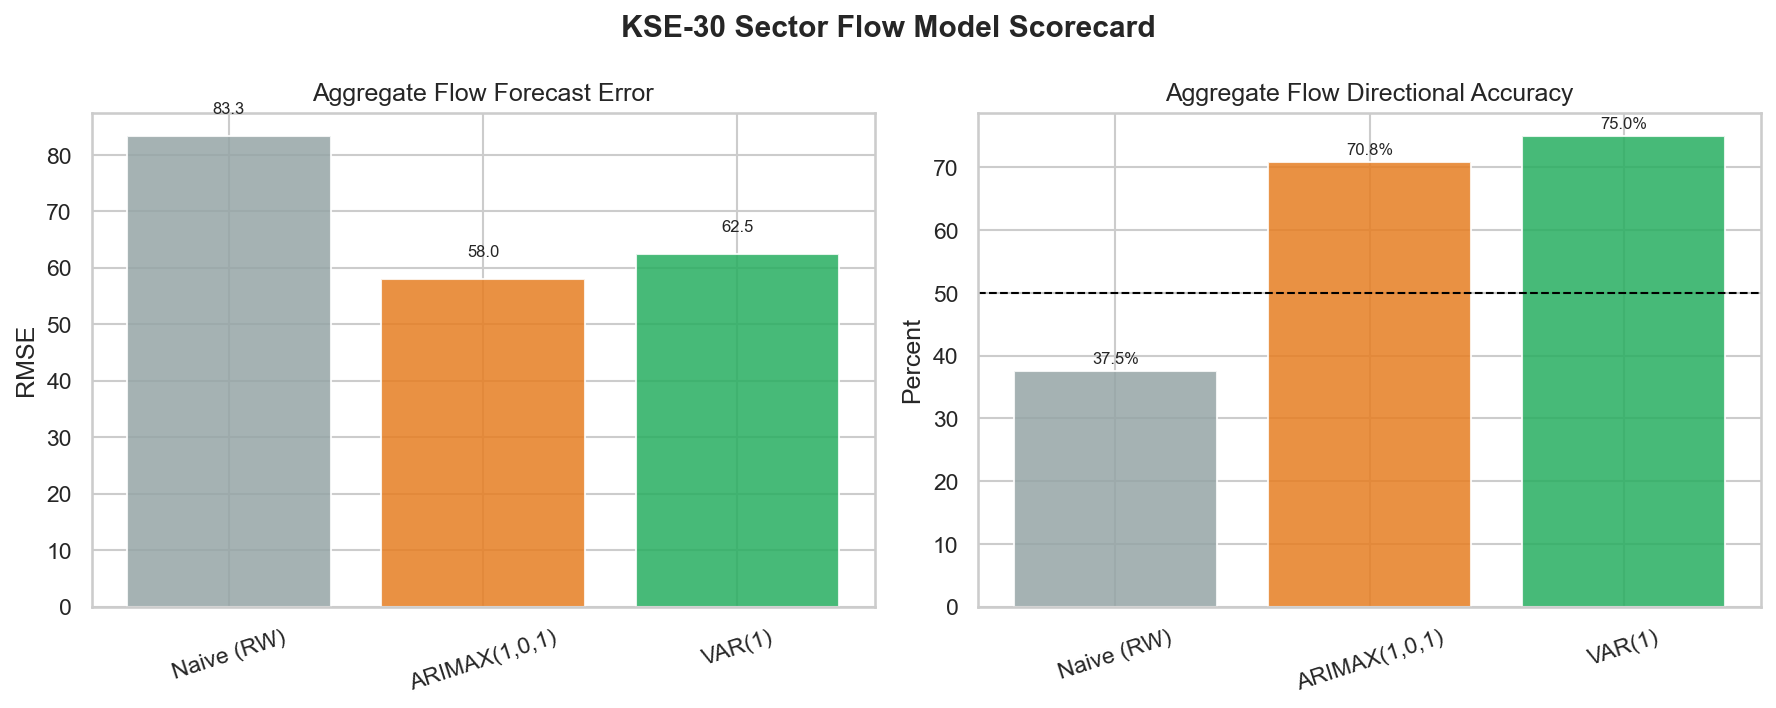 KSE-30 Sector Flow Model Scorecard
Aggregate Flow Forecast Error
83.3
58.0
62.5
80
70
60
50
40
30
20
10
0
RMSE
Naive (RW)
ARIMAX(1,0,1)
VAR(1)
Aggregate Flow Directional Accuracy
37.5%
70.8%
75.0%
70
60
50
40
30
20
10
0
Percent
Naive (RW)
ARIMAX(1,0,1)
VAR(1)